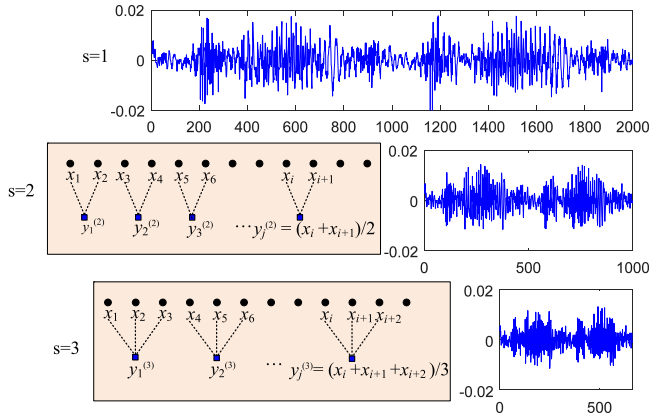 0.02
s=1
0
-0.02
0 200 400 600 800 1000 1200 1400 1600 1800 2000
s=2
x₁ x₂ x₃ x₄ x₅ x₆ xᵢ xᵢ₊₁
y₁⁽²⁾ y₂⁽²⁾ y₃⁽²⁾ ⋯ yⱼ⁽²⁾ = (xᵢ +xᵢ₊₁)/2
0.02
0
-0.02
0 500 1000
s=3
x₁ x₂ x₃ x₄ x₅ x₆ xᵢ xᵢ₊₁ xᵢ₊₂
y₁⁽³⁾ y₂⁽³⁾ ⋯ yⱼ⁽³⁾= (xᵢ +xᵢ₊₁ +xᵢ₊₂ )/3
0.02
0
-0.02
0 500